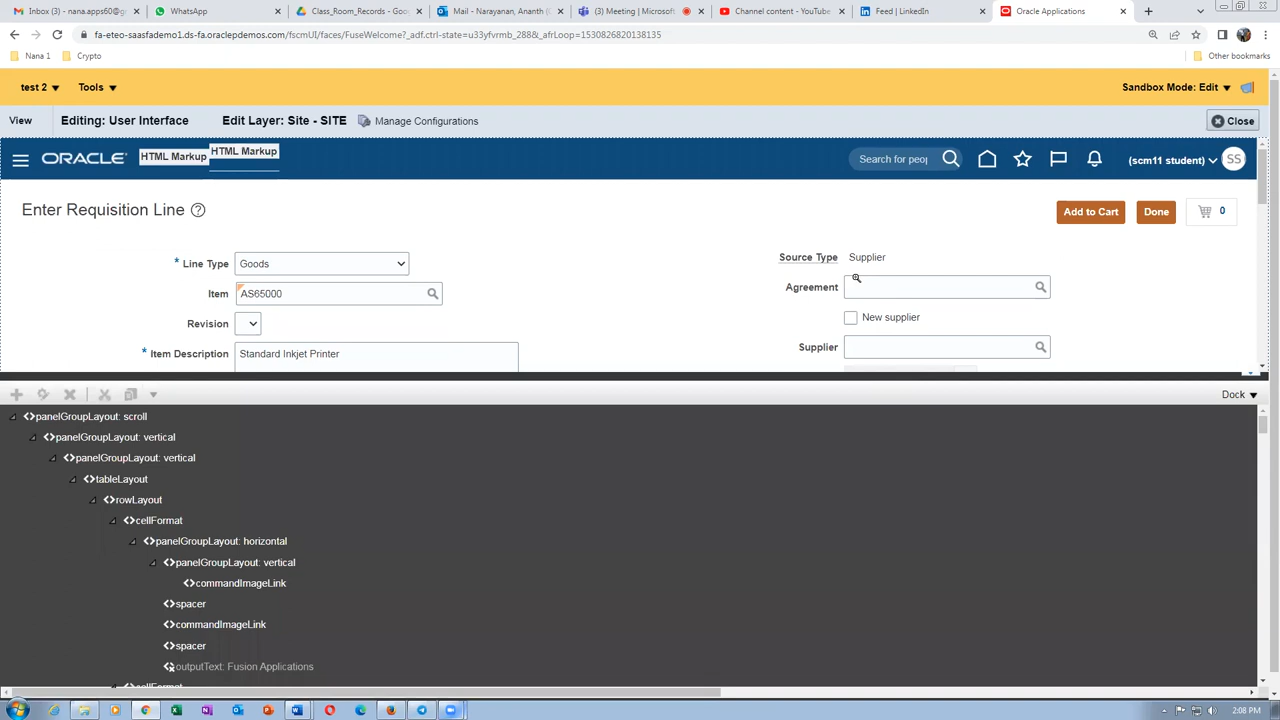 Inbox (3) - nana.apps60@g
WhatsApp
Class_Room_Records - Goo
Mail - Narayanan, Ananth (O
(4) Meeting | Microsof
Channel content - YouTube
Feed | LinkedIn
Oracle Applications
fa-eteo-saasfademo1.ds-fa.oraclepdemos.com/fscmUI/faces/FuseWelcome?_adf.ctrl-state=u33yfvrmb_288&_afrLoop=1530826820138135
Nana 1
Crypto
Other bookmarks
test 2
Tools
Sandbox Mode: Edit
View
Editing: User Interface
Edit Layer: Site - SITE
Manage Configurations
Close
ORACLE
HTML Markup
HTML Markup
Search for peop
(scm11 student)
SS
Enter Requisition Line
Add to Cart
Done
0
* Line Type
Goods
Source Type
Supplier
Item
AS65000
Agreement
Revision
New supplier
* Item Description
Standard Inkjet Printer
Supplier
Dock
panelGroupLayout: scroll
panelGroupLayout: vertical
panelGroupLayout: vertical
tableLayout
rowLayout
cellFormat
panelGroupLayout: horizontal
panelGroupLayout: vertical
commandImageLink
spacer
commandImageLink
spacer
outputText: Fusion Applications
cellFormat
2:08 PM